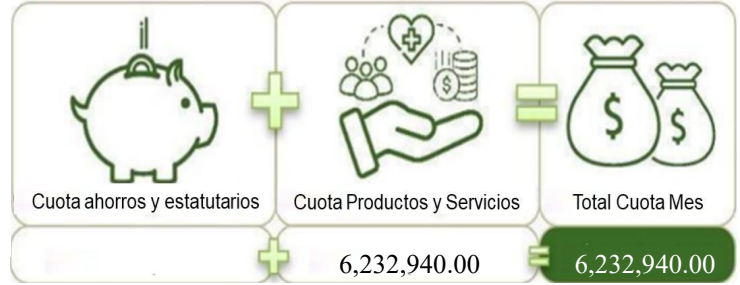 Cuota ahorros y estatutarios
Cuota Productos y Servicios
Total Cuota Mes
6,232,940.00
6,232,940.00